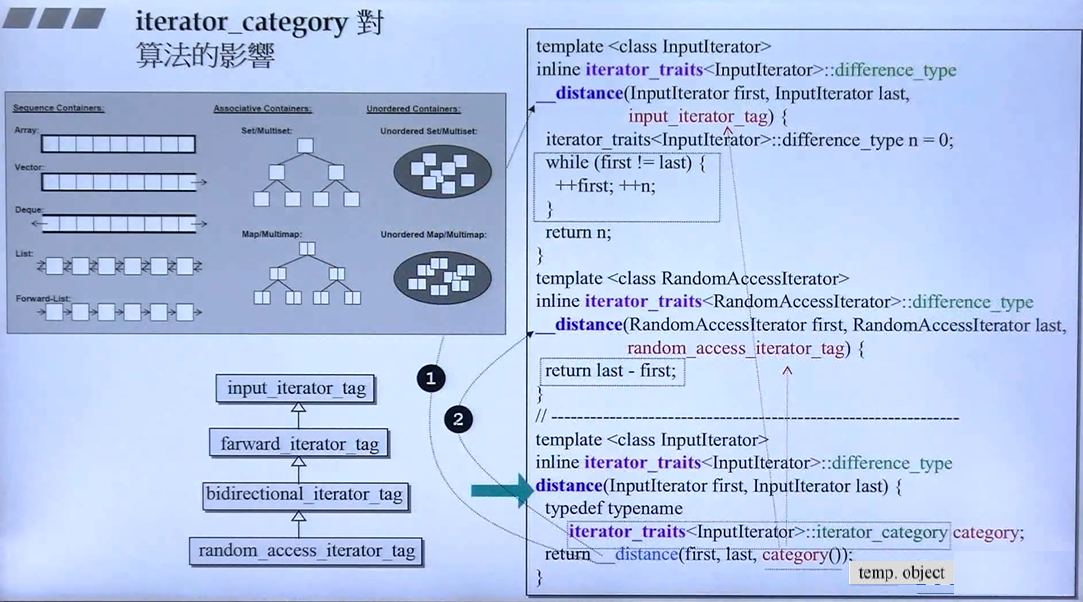 iterator_category 對
算法的影響
Sequence Containers:
Array:
Vector:
Deque:
List:
Forward-List:
Associative Containers:
Set/Multiset:
Map/Multimap:
Unordered Containers:
Unordered Set/Multiset:
Unordered Map/Multimap:
input_iterator_tag
farward_iterator_tag
bidirectional_iterator_tag
random_access_iterator_tag
1
2
template <class InputIterator>
inline iterator_traits<InputIterator>::difference_type
__distance(InputIterator first, InputIterator last,
input_iterator_tag) {
iterator_traits<InputIterator>::difference_type n = 0;
while (first != last) {
++first; ++n;
}
return n;
}
template <class RandomAccessIterator>
inline iterator_traits<RandomAccessIterator>::difference_type
__distance(RandomAccessIterator first, RandomAccessIterator last,
random_access_iterator_tag) {
return last - first;
}
// ---------------------------------------------------------------
template <class InputIterator>
inline iterator_traits<InputIterator>::difference_type
distance(InputIterator first, InputIterator last) {
typedef typename
iterator_traits<InputIterator>::iterator_category category;
return __distance(first, last, category());
temp. object
}